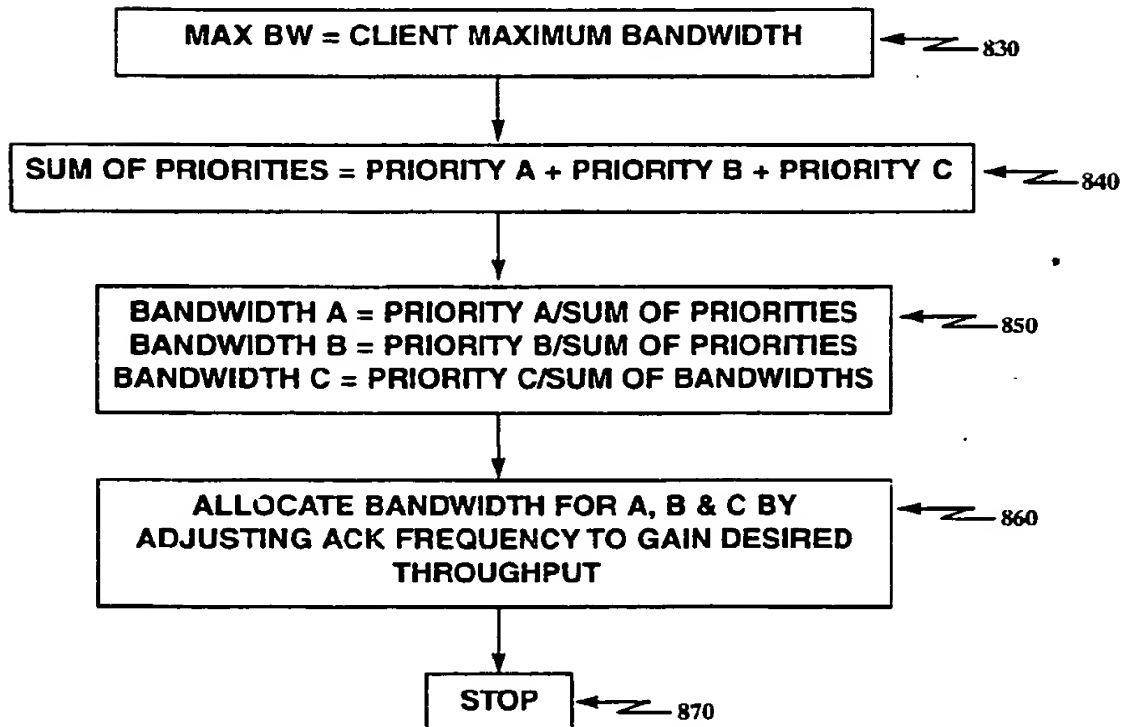 MAX BW = CLIENT MAXIMUM BANDWIDTH
830
SUM OF PRIORITIES = PRIORITY A + PRIORITY B + PRIORITY C
840
BANDWIDTH A = PRIORITY A/SUM OF PRIORITIES
BANDWIDTH B = PRIORITY B/SUM OF PRIORITIES
BANDWIDTH C = PRIORITY C/SUM OF BANDWIDTHS
850
ALLOCATE BANDWIDTH FOR A, B & C BY
ADJUSTING ACK FREQUENCY TO GAIN DESIRED
THROUGHPUT
860
STOP
870